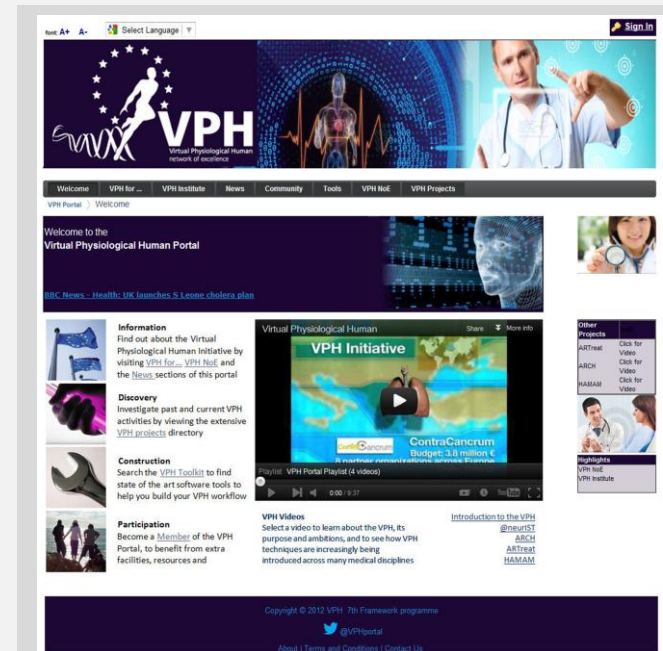 font: A+ A-
Select Language
Sign In
VPH
Virtual Physiological Human
network of excellence
Welcome VPH for ... VPH Institute News Community Tools VPH NoE VPH Projects
VPH Portal Welcome
Welcome to the
Virtual Physiological Human Portal
BBC News - Health: UK launches S Leone cholera plan
Information
Find out about the Virtual
Physiological Human Initiative by
visiting VPH for... VPH NoE and
the News sections of this portal
Discovery
Investigate past and current VPH
activities by viewing the extensive
VPH projects directory
Construction
Search the VPH Toolkit to find
state of the art software tools to
help you build your VPH workflow
Participation
Become a Member of the VPH
Portal, to benefit from extra
facilities, resources and
Virtual Physiological Human Share More info
VPH Initiative
ContraCancrum
ContraCancrum
Budget: 3.8 million €
8 partner organizations across Europe
Playlist VPH Portal Playlist (4 videos)
0:00 / 9:37 YouTube
VPH Videos
Select a video to learn about the VPH, its
purpose and ambitions, and to see how VPH
techniques are increasingly being
introduced across many medical disciplines
Introduction to the VPH
@neurIST
ARCH
ARTreat
HAMAM
Other
Projects
ARTreat Click for
Video
ARCH Click for
Video
HAMAM Click for
Video
Highlights
VPH NoE
VPH Institute
Copyright © 2012 VPH 7th Framework programme
@VPHportal
About | Terms and Conditions | Contact Us